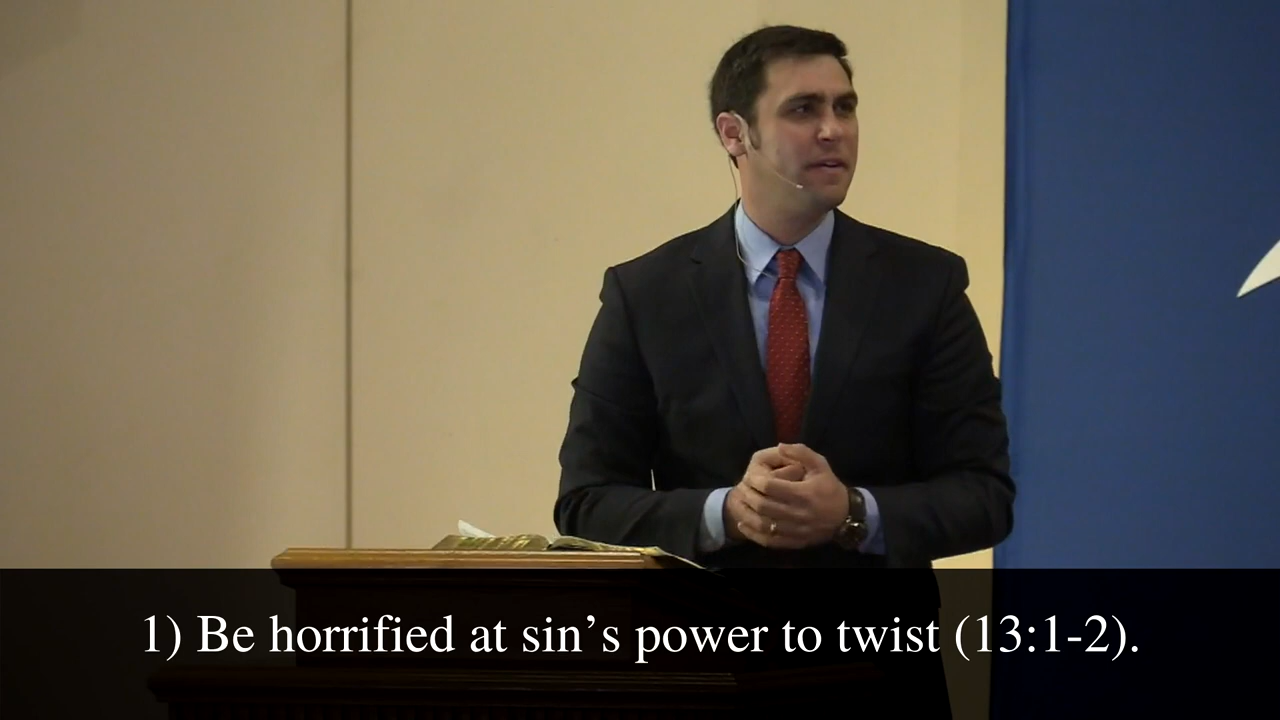 1) Be horrified at sin’s power to twist (13:1-2).